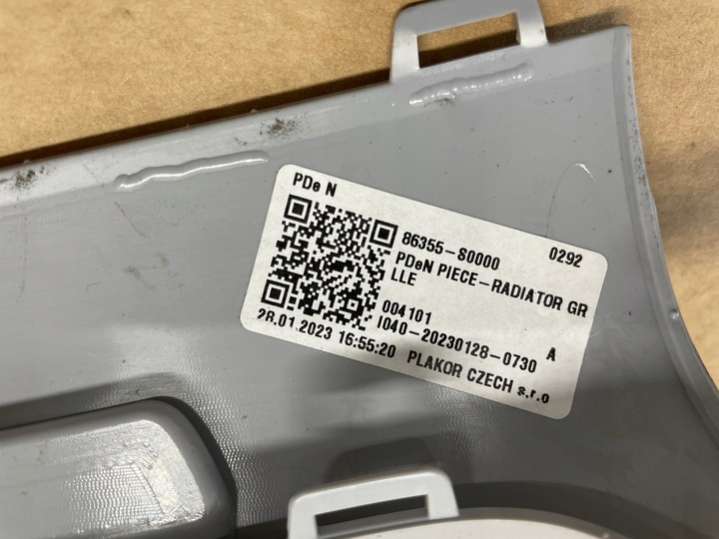 PDe N
86355-S0000 0292
PDeN PIECE-RADIATOR GR
LLE
004101
I040-20230128-0730 A
28.01.2023 16:55:20 PLAKOR CZECH s.r.o